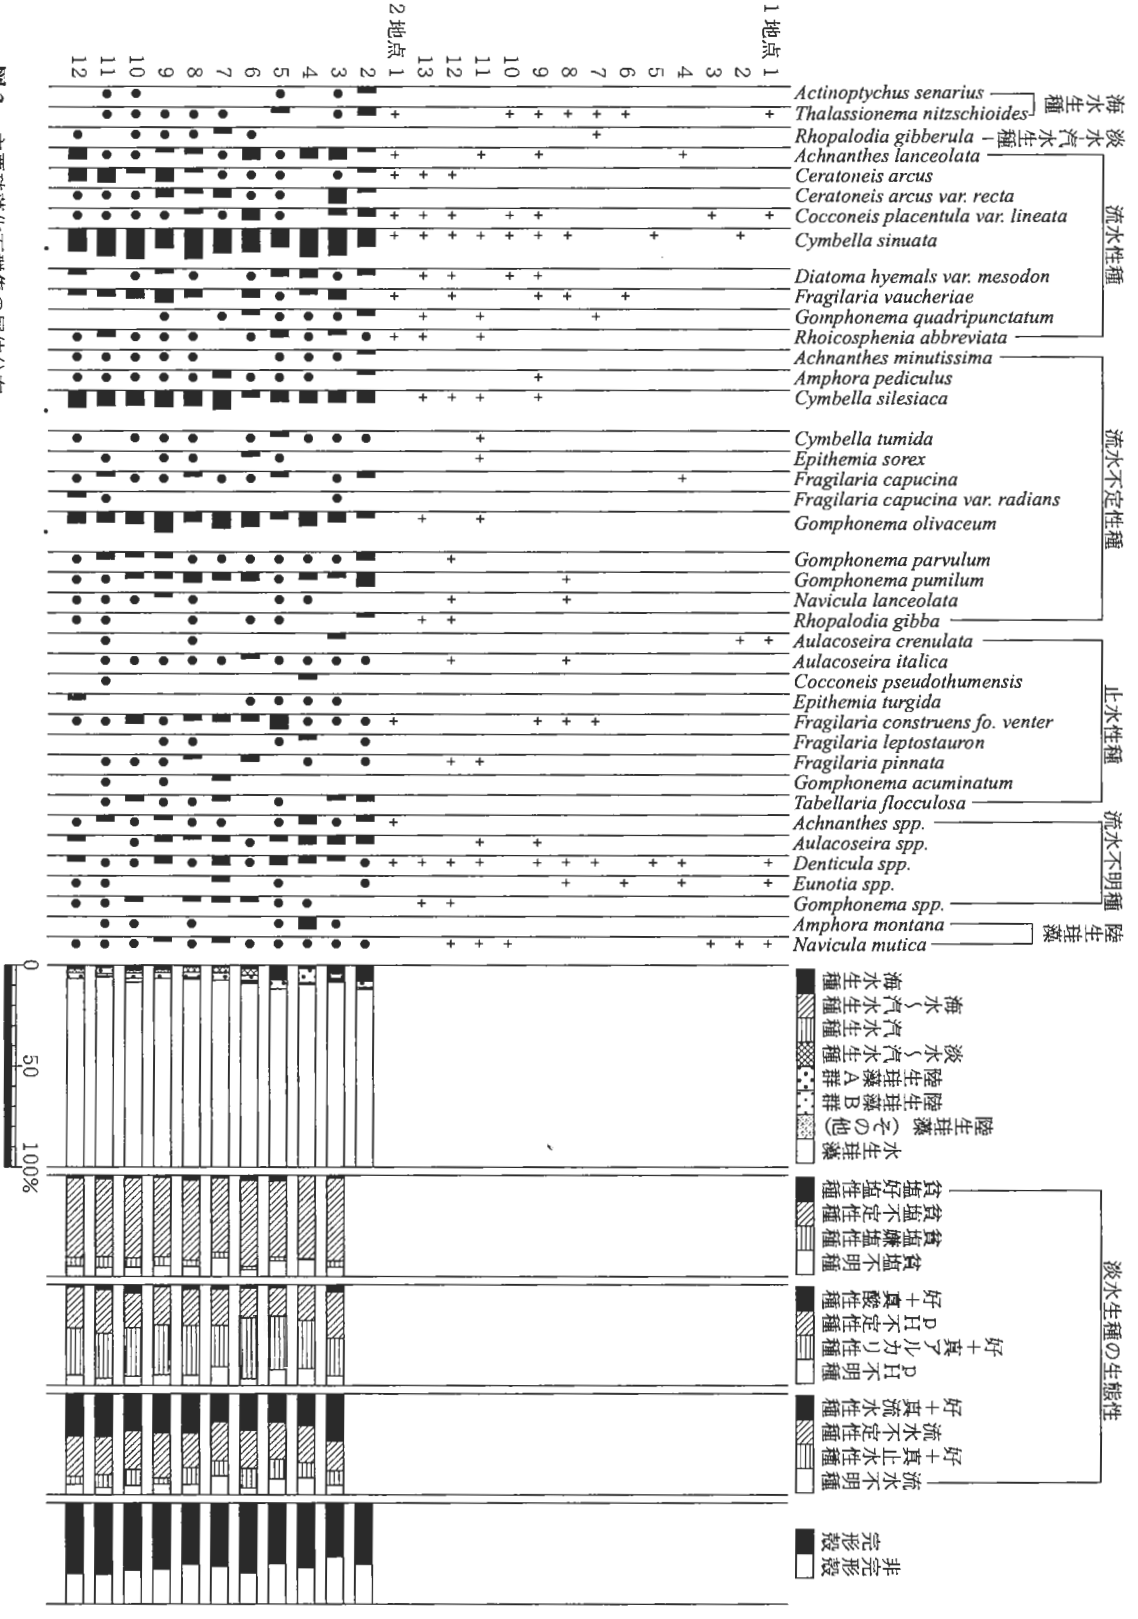 海水生種
淡水-汽水生種
流水性種
流水不定性種
止水性種
流水不明種
陸生珪藻
Actinoptychus senarius
Thalassionema nitzschioides
Rhopalodia gibberula
Achnanthes lanceolata
Ceratoneis arcus
Ceratoneis arcus var. recta
Cocconeis placentula var. lineata
Cymbella sinuata
Diatoma hyemals var. mesodon
Fragilaria vaucheriae
Gomphonema quadripunctatum
Rhoicosphenia abbreviata
Achnanthes minutissima
Amphora pediculus
Cymbella silesiaca
Cymbella tumida
Epithemia sorex
Fragilaria capucina
Fragilaria capucina var. radians
Gomphonema olivaceum
Gomphonema parvulum
Gomphonema pumilum
Navicula lanceolata
Rhopalodia gibba
Aulacoseira crenulata
Aulacoseira italica
Cocconeis pseudothumensis
Epithemia turgida
Fragilaria construens fo. venter
Fragilaria leptostauron
Fragilaria pinnata
Gomphonema acuminatum
Tabellaria flocculosa
Achnanthes spp.
Aulacoseira spp.
Denticula spp.
Eunotia spp.
Gomphonema spp.
Amphora montana
Navicula mutica
海水生種
海水〜汽水生種
汽水生種
淡水〜汽水生種
陸生珪藻A群
陸生珪藻B群
陸生珪藻(その他)
水生珪藻
淡水生種の生態性
貧塩好塩性種
貧塩不定性種
貧塩嫌塩性種
貧塩不明種
好+真酸性種
pH不定性種
好+真アルカリ性種
pH不明種
好+真流水性種
流水不定性種
好+真止水性種
流水不明種
完形殻
非完形殻
1地点 1
2
3
4
5
6
7
8
9
10
11
12
13
2地点 1
2
3
4
5
6
7
8
9
10
11
12
0 50 100%